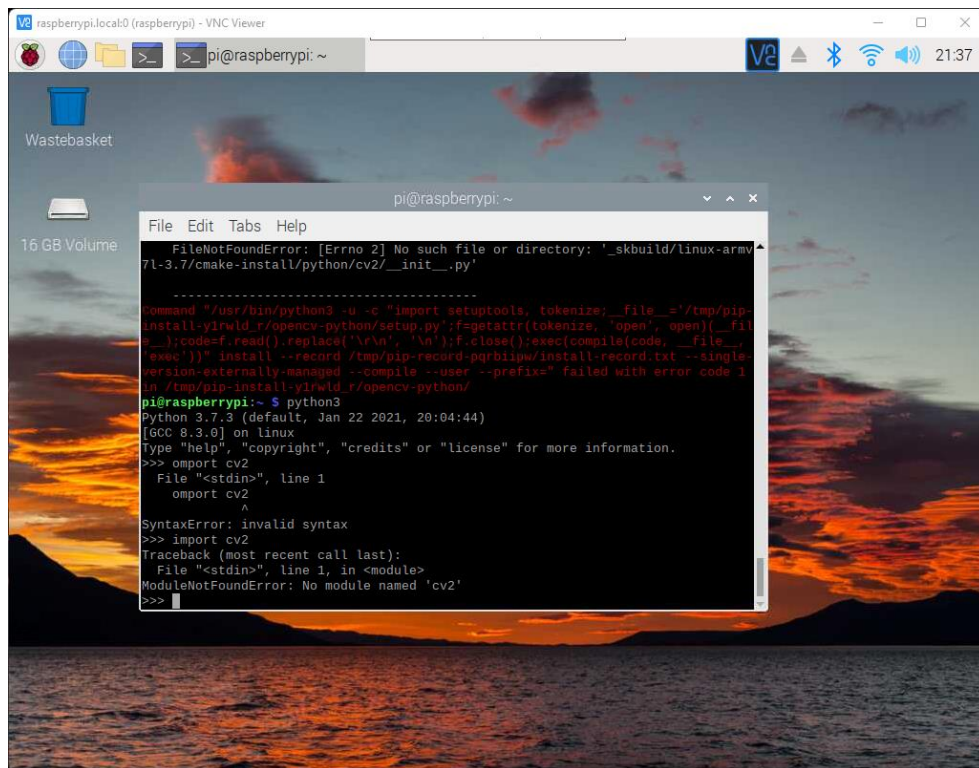 raspberrypi.local:0 (raspberrypi) - VNC Viewer
pi@raspberrypi: ~
21:37
Wastebasket
16 GB Volume
pi@raspberrypi: ~
File Edit Tabs Help
FileNotFoundError: [Errno 2] No such file or directory: '_skbuild/linux-armv
7l-3.7/cmake-install/python/cv2/__init__.py'
----------------------------------------
Command "/usr/bin/python3 -u -c "import setuptools, tokenize;__file__='/tmp/pip-
install-y1rwld_r/opencv-python/setup.py';f=getattr(tokenize, 'open', open)(__fil
e__);code=f.read().replace('\r\n', '\n');f.close();exec(compile(code, __file__,
'exec'))" install --record /tmp/pip-record-pqrbiipw/install-record.txt --single-
version-externally-managed --compile --user --prefix=" failed with error code 1
in /tmp/pip-install-y1rwld_r/opencv-python/
pi@raspberrypi:~ $ python3
Python 3.7.3 (default, Jan 22 2021, 20:04:44)
[GCC 8.3.0] on linux
Type "help", "copyright", "credits" or "license" for more information.
>>> omport cv2
File "<stdin>", line 1
omport cv2
^
SyntaxError: invalid syntax
>>> import cv2
Traceback (most recent call last):
File "<stdin>", line 1, in <module>
ModuleNotFoundError: No module named 'cv2'
>>>